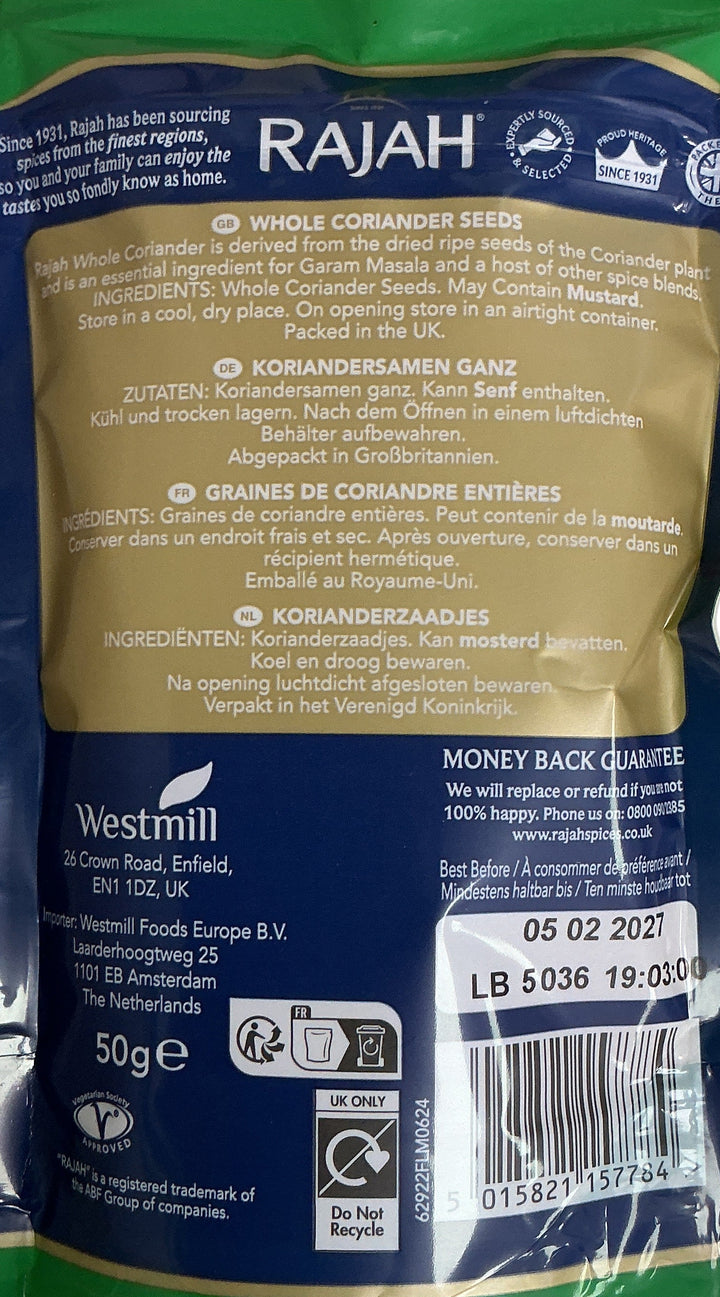 Since 1931, Rajah has been sourcing
spices from the finest regions,
so you and your family can enjoy the
tastes you so fondly know as home.
RAJAH®
EXPERTLY SOURCED
& SELECTED
PROUD HERITAGE
SINCE 1931
PACKE
THE
GB WHOLE CORIANDER SEEDS
Rajah Whole Coriander is derived from the dried ripe seeds of the Coriander plant
and is an essential ingredient for Garam Masala and a host of other spice blends.
INGREDIENTS: Whole Coriander Seeds. May Contain Mustard.
Store in a cool, dry place. On opening store in an airtight container.
Packed in the UK.
DE KORIANDERSAMEN GANZ
ZUTATEN: Koriandersamen ganz. Kann Senf enthalten.
Kühl und trocken lagern. Nach dem Öffnen in einem luftdichten
Behälter aufbewahren.
Abgepackt in Großbritannien.
FR GRAINES DE CORIANDRE ENTIÈRES
INGRÉDIENTS: Graines de coriandre entières. Peut contenir de la moutarde.
Conserver dans un endroit frais et sec. Après ouverture, conserver dans un
récipient hermétique.
Emballé au Royaume-Uni.
NL KORIANDERZAADJES
INGREDIËNTEN: Korianderzaadjes. Kan mosterd bevatten.
Koel en droog bewaren.
Na opening luchtdicht afgesloten bewaren.
Verpakt in het Verenigd Koninkrijk.
Westmill
26 Crown Road, Enfield,
EN1 1DZ, UK
Importer: Westmill Foods Europe B.V.
Laarderhoogtweg 25
1101 EB Amsterdam
The Netherlands
50g℮
Vegetarian Society
APPROVED
"RAJAH" is a registered trademark of
the ABF Group of companies.
FR
UK ONLY
Do Not
Recycle
MONEY BACK GUARANTEE
We will replace or refund if you are not
100% happy. Phone us on: 0800 0901385
www.rajahspices.co.uk
Best Before / À consommer de préférence avant /
Mindestens haltbar bis / Ten minste houdbaar tot
05 02 2027
LB 5036 19:03:00
62922FLM0624
5 015821 157784 >